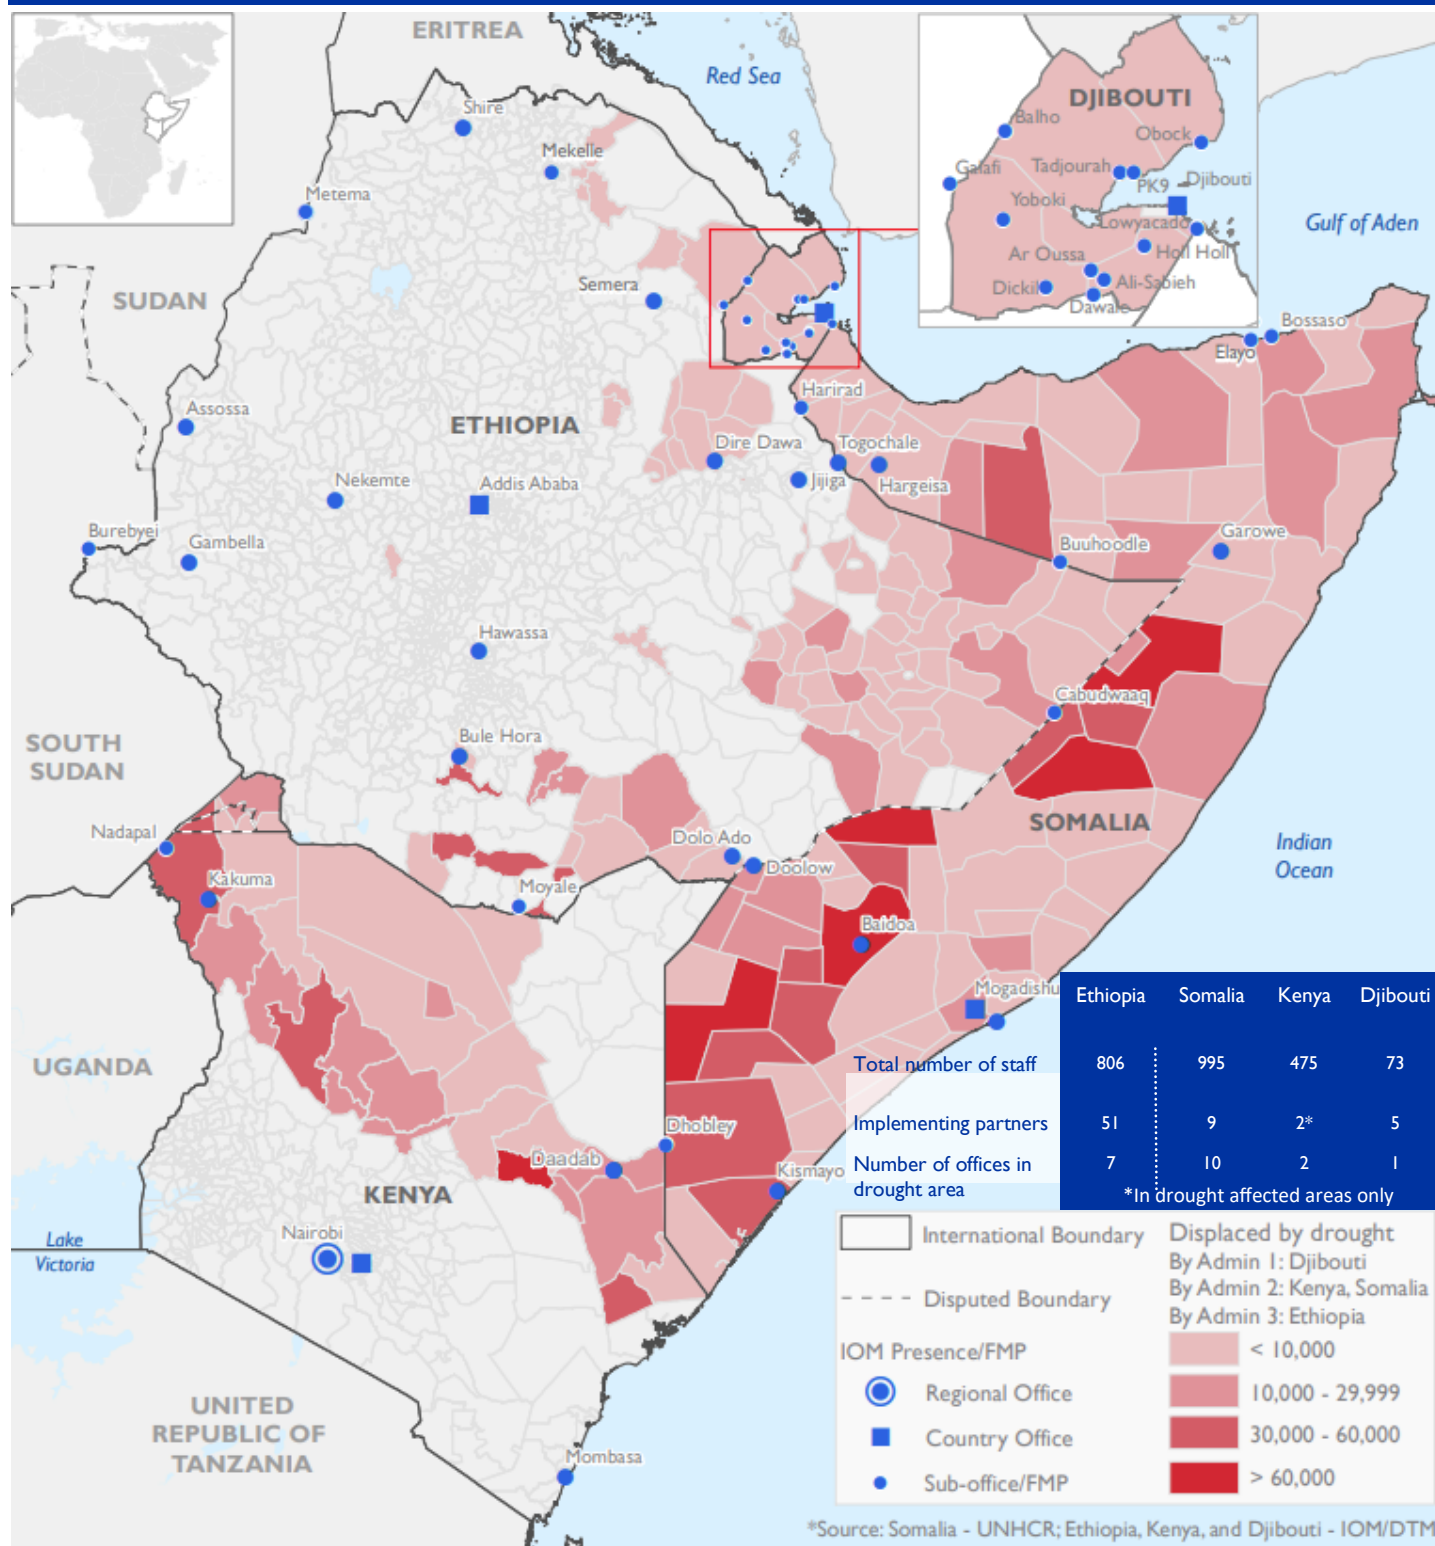 ERITREA
Red Sea
Shire
Mekelle
Metema
SUDAN
Semera
DJIBOUTI
Balho
Obock
Galafi
Tadjourah
PK9
Djibouti
Yoboki
Lowyacado
Ar Oussa
Holl Holl
Dickil
Ali-Sabieh
Dawale
Gulf of Aden
Bossaso
Elayo
Assossa
ETHIOPIA
Harirad
Dire Dawa
Togochale
Nekemte
Addis Ababa
Jijiga
Hargeisa
Burebyei
Gambella
Buuhoodle
Garowe
Hawassa
Cabudwaaq
SOUTH
SUDAN
Bule Hora
SOMALIA
Indian
Ocean
Nadapal
Dolo Ado
Doolow
Kakuma
Moyale
Baidoa
Mogadishu
UGANDA
Dhobley
Daadab
Kismayo
KENYA
Nairobi
Lake
Victoria
UNITED
REPUBLIC OF
TANZANIA
Mombasa
Ethiopia Somalia Kenya Djibouti
Total number of staff 806 995 475 73
Implementing partners 51 9 2* 5
Number of offices in 7 10 2 1
drought area
*In drought affected areas only
International Boundary
Disputed Boundary
IOM Presence/FMP
Regional Office
Country Office
Sub-office/FMP
Displaced by drought
By Admin 1: Djibouti
By Admin 2: Kenya, Somalia
By Admin 3: Ethiopia
< 10,000
10,000 - 29,999
30,000 - 60,000
> 60,000
*Source: Somalia - UNHCR; Ethiopia, Kenya, and Djibouti - IOM/DTM